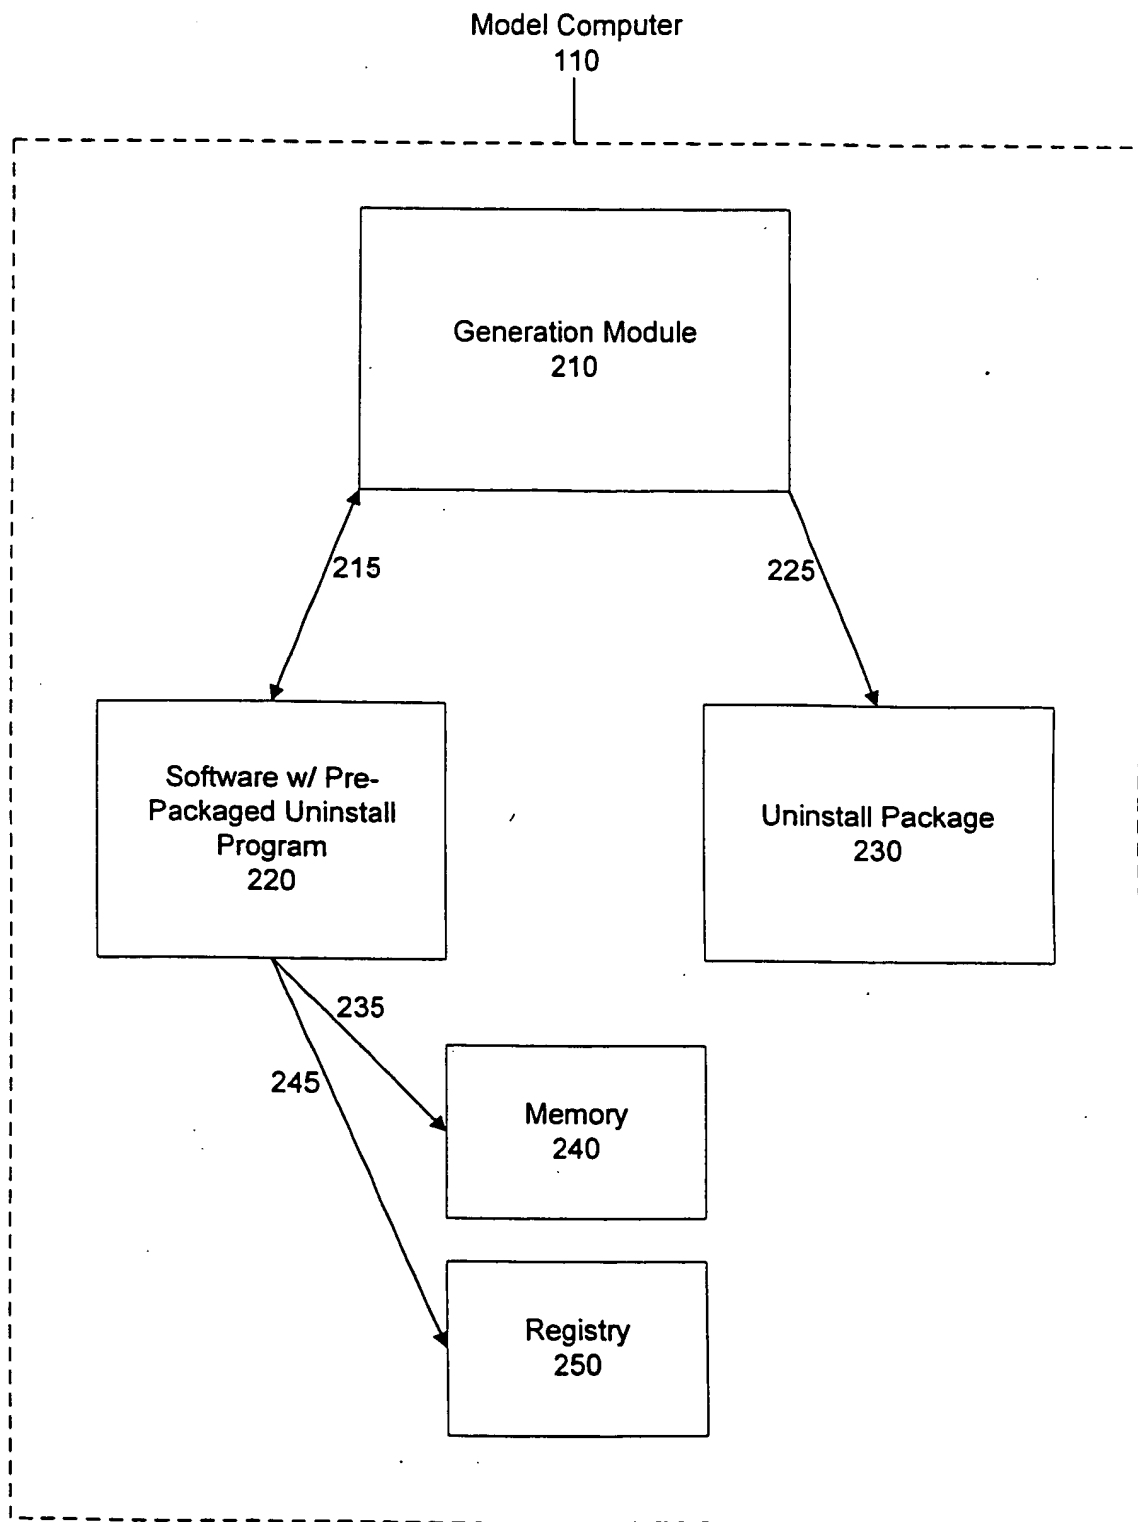 Model Computer
110
Generation Module
210
215
225
Software w/ Pre-
Packaged Uninstall
Program
220
Uninstall Package
230
235
245
Memory
240
Registry
250